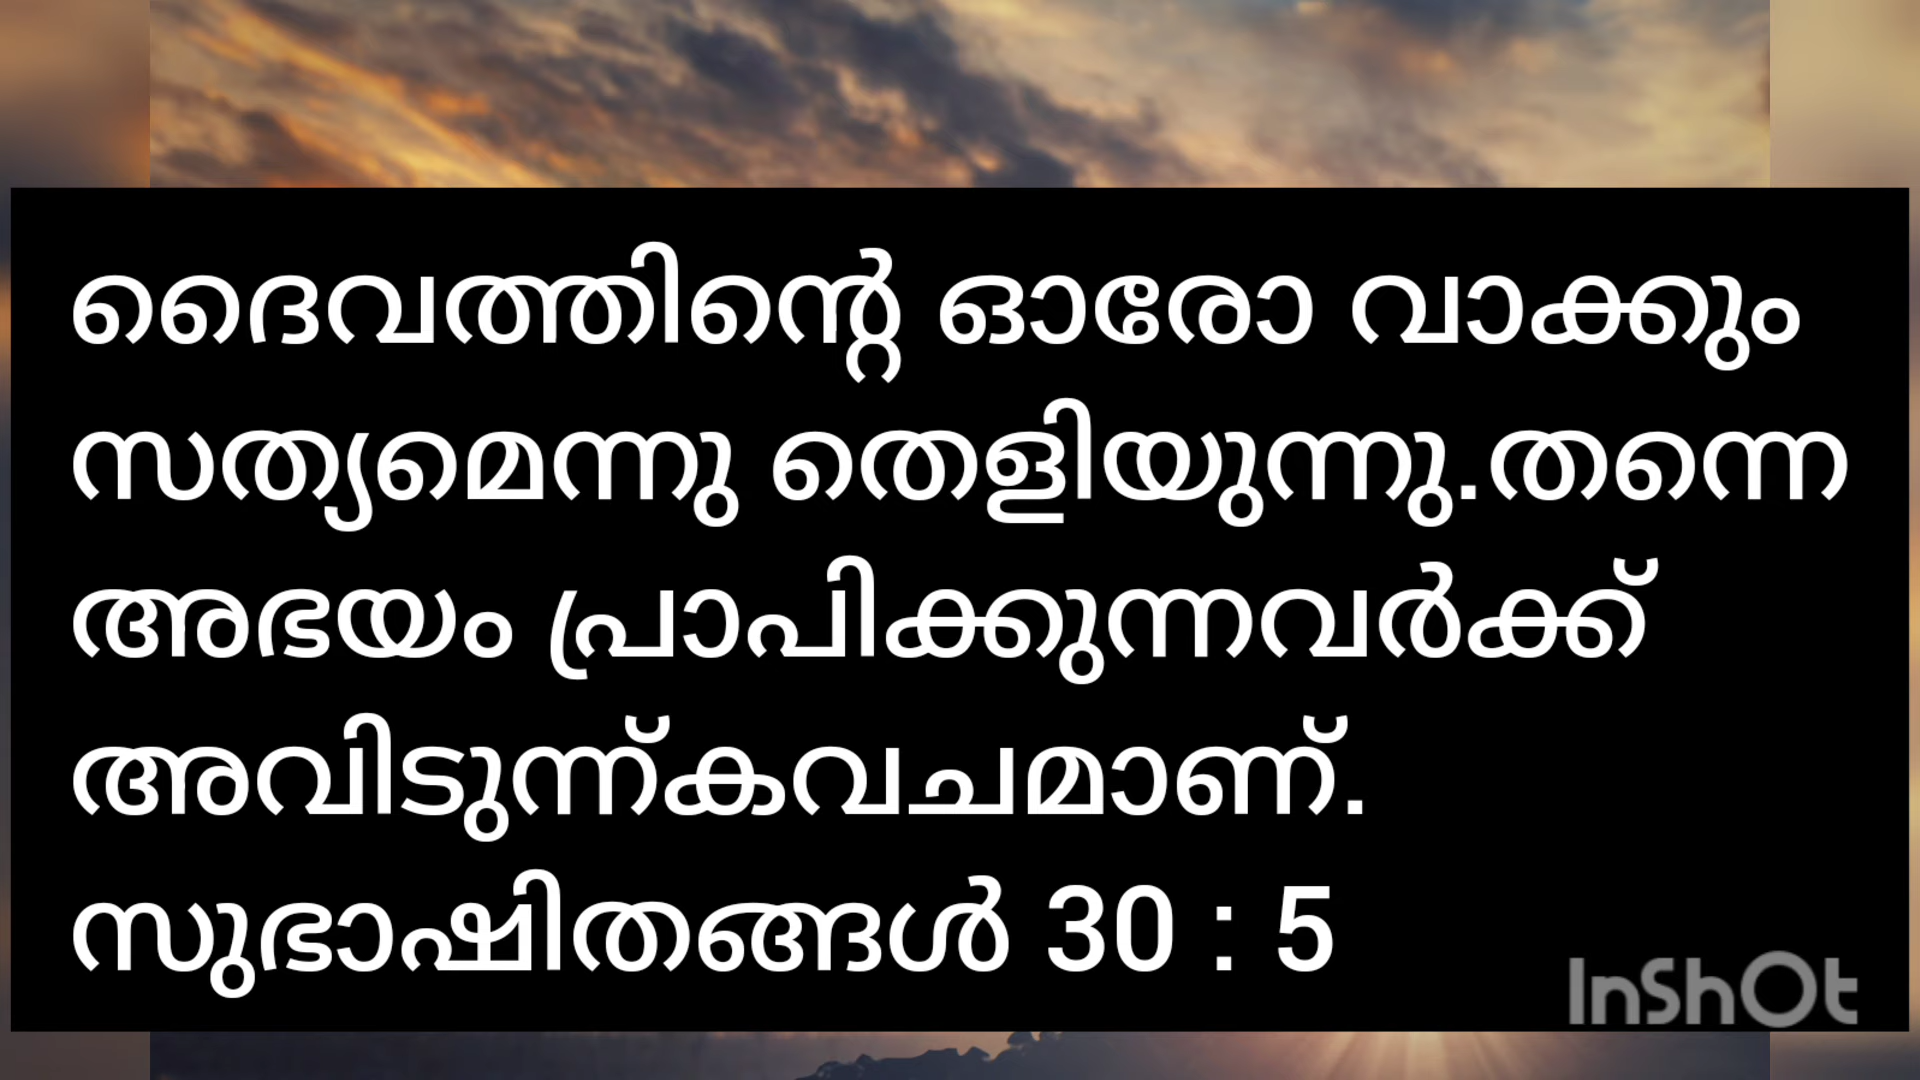 ദൈവത്തിന്റെ ഓരോ വാക്കും
സത്യമെന്നു തെളിയുന്നു.തന്നെ
അഭയം പ്രാപിക്കുന്നവർക്ക്
അവിടുന്ന്കവചമാണ്.
സുഭാഷിതങ്ങൾ 30 : 5
InShOt